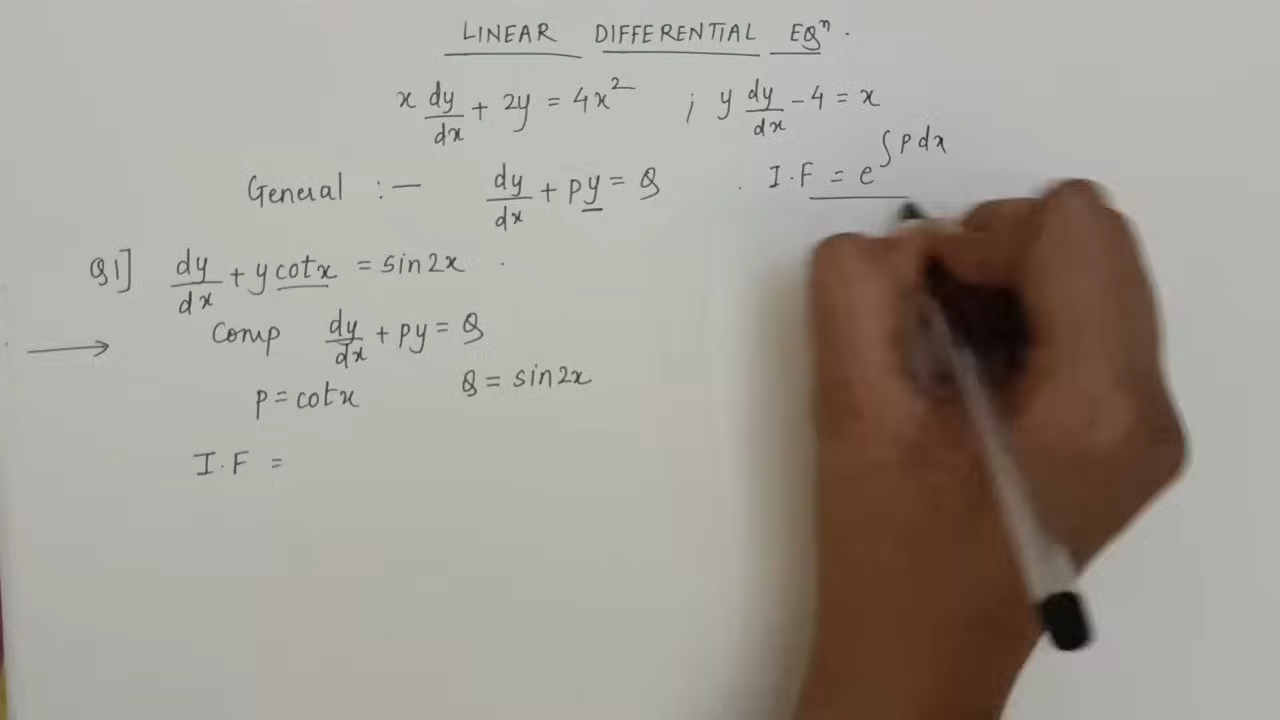 LINEAR DIFFERENTIAL EQⁿ.
x dy/dx + 2y = 4x² ; y dy/dx - 4 = x
General :— dy/dx + py = Q . I.F = e^∫P dx
Q1] dy/dx + y cotx = sin2x .
Comp dy/dx + py = Q
p = cotx Q = sin2x
I.F =